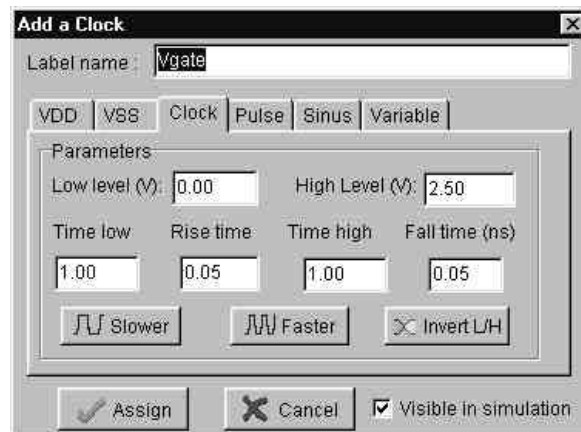 Add a Clock
Label name : Vgate
VDD VSS Clock Pulse Sinus Variable
Parameters
Low level (V): 0.00 High Level (V): 2.50
Time low Rise time Time high Fall time (ns)
1.00 0.05 1.00 0.05
Slower Faster Invert L/H
Assign Cancel Visible in simulation